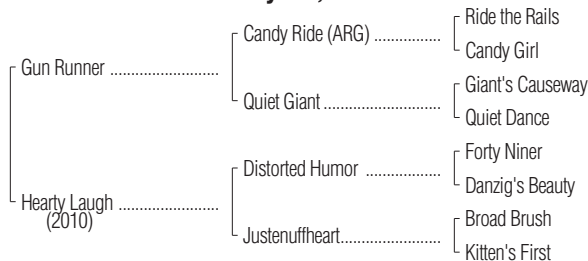 Ride the Rails
Candy Ride (ARG) ................
Candy Girl
Gun Runner ..........................
Giant's Causeway
Quiet Giant ............................
Quiet Dance
Forty Niner
Distorted Humor ..................
Danzig's Beauty
Hearty Laugh ........................
(2010)
Broad Brush
Justenuffheart.......................
Kitten's First